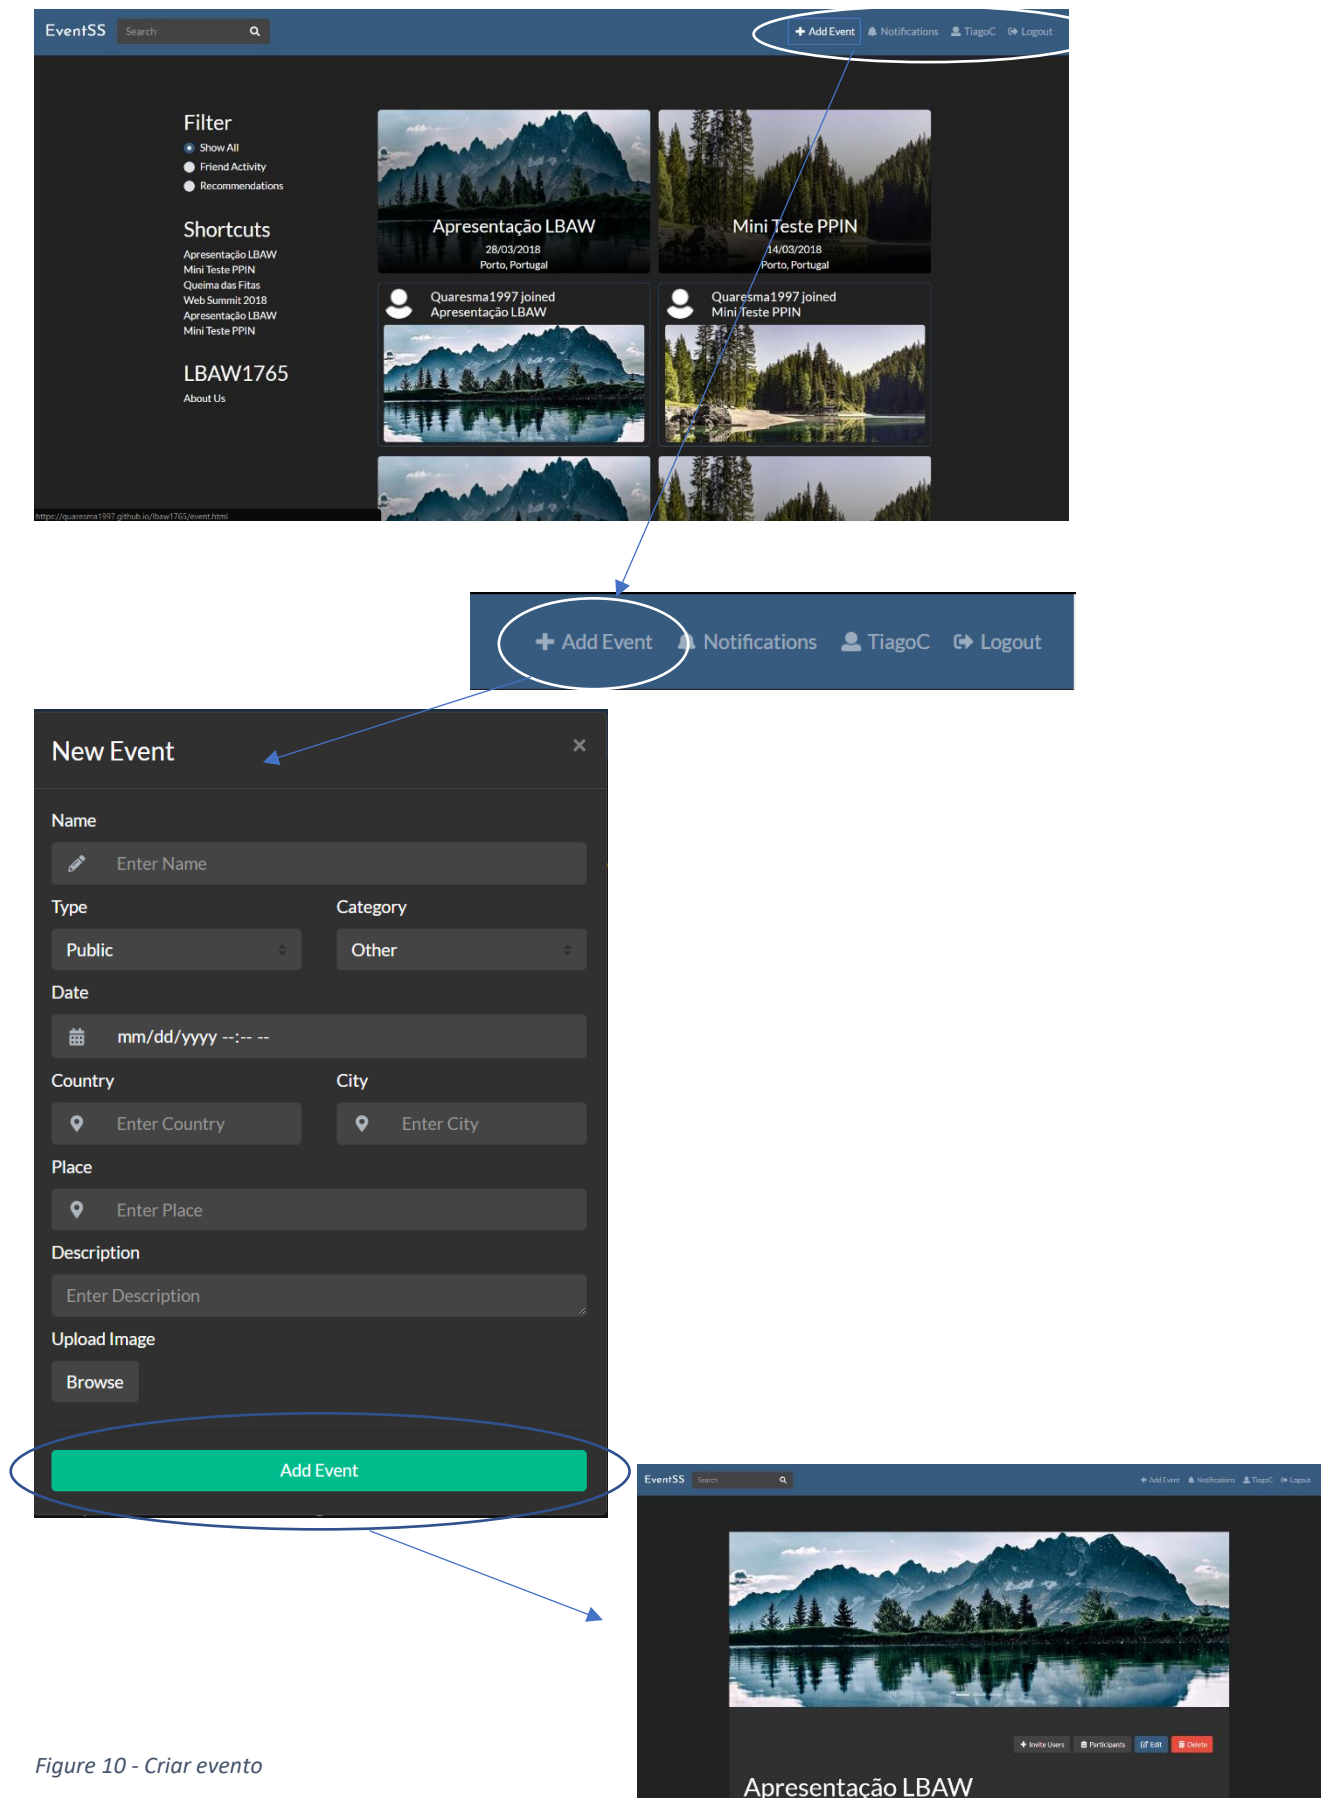 EventSS Search + Add Event Notifications TiagoC Logout
Filter
Show All
Friend Activity
Recommendations
Shortcuts
Apresentação LBAW
Mini Teste PPIN
Queima das Fitas
Web Summit 2018
Apresentação LBAW
Mini Teste PPIN
LBAW1765
About Us
Apresentação LBAW
28/03/2018
Porto, Portugal
Mini Teste PPIN
14/03/2018
Porto, Portugal
Quaresma1997 joined
Apresentação LBAW
Quaresma1997 joined
Mini Teste PPIN
https://quaresma1997.github.io/lbaw1765/event.html
+ Add Event Notifications TiagoC Logout
New Event ×
Name
Enter Name
Type Category
Public Other
Date
mm/dd/yyyy --:-- --
Country City
Enter Country Enter City
Place
Enter Place
Description
Enter Description
Upload Image
Browse
Add Event
EventSS Search + Add Event Notifications TiagoC Logout
+ Invite Users Participants Edit Delete
Apresentação LBAW
Figure 10 - Criar evento